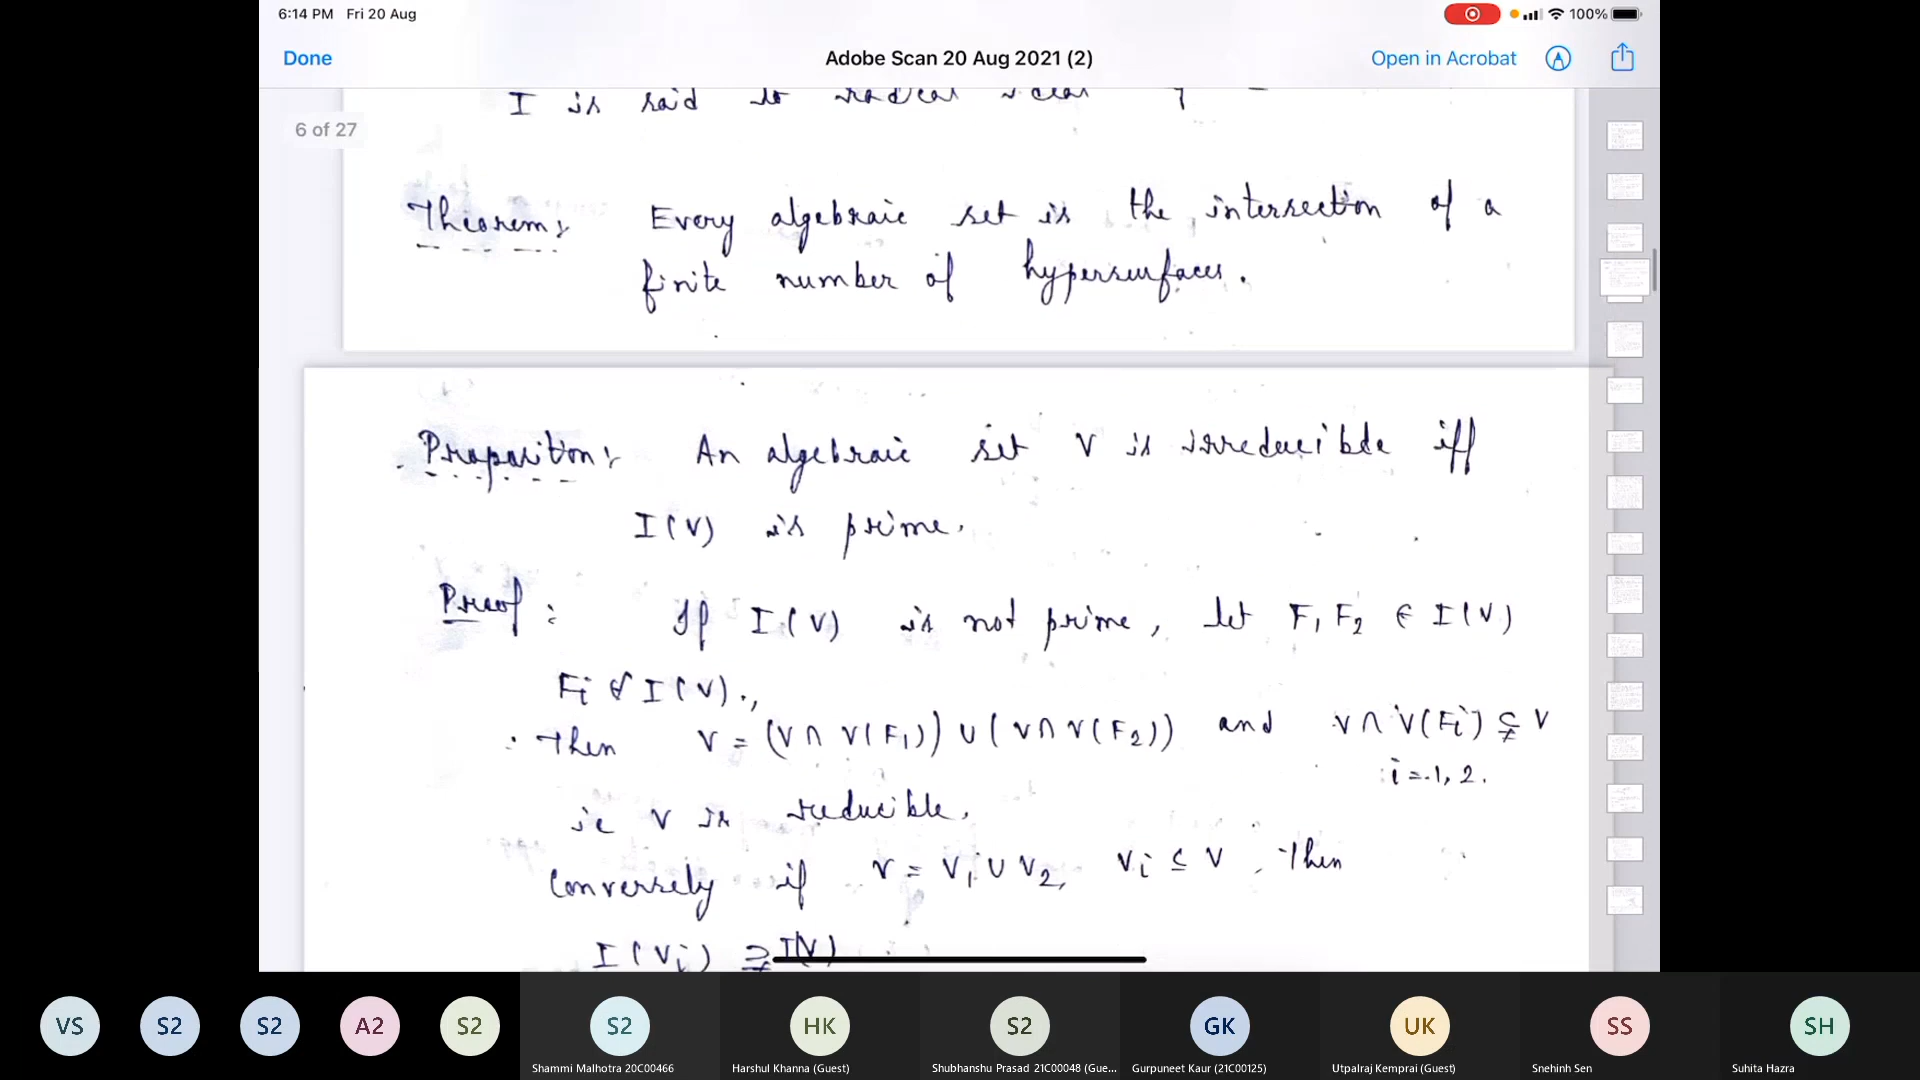 6:14 PM Fri 20 Aug
100%
Done
Adobe Scan 20 Aug 2021 (2)
Open in Acrobat
I is said to
6 of 27
Theorem: Every algebraic set is the intersection of a
finite number of hypersurfaces.
Proposition: An algebraic set V is irreducible iff
I(V) is prime.
Proof: If I(V) is not prime, let F₁F₂ ∈ I(V)
Fi ∉ I(V).,
Then V = (V ∩ V(F₁)) ∪ (V ∩ V(F₂)) and V ∩ V(Fi) ⊊ V
i = 1, 2.
ie V is reducible.
Conversely if V = V₁ ∪ V₂, Vi ⊆ V, Then
I(Vi) ⊋ I(V)
VS
S2
S2
A2
S2
S2
HK
S2
GK
UK
SS
SH
Shammi Malhotra 20C00466
Harshul Khanna (Guest)
Shubhanshu Prasad 21C00048 (Gue...
Gurpuneet Kaur (21C00125)
Utpalraj Kemprai (Guest)
Snehinh Sen
Suhita Hazra